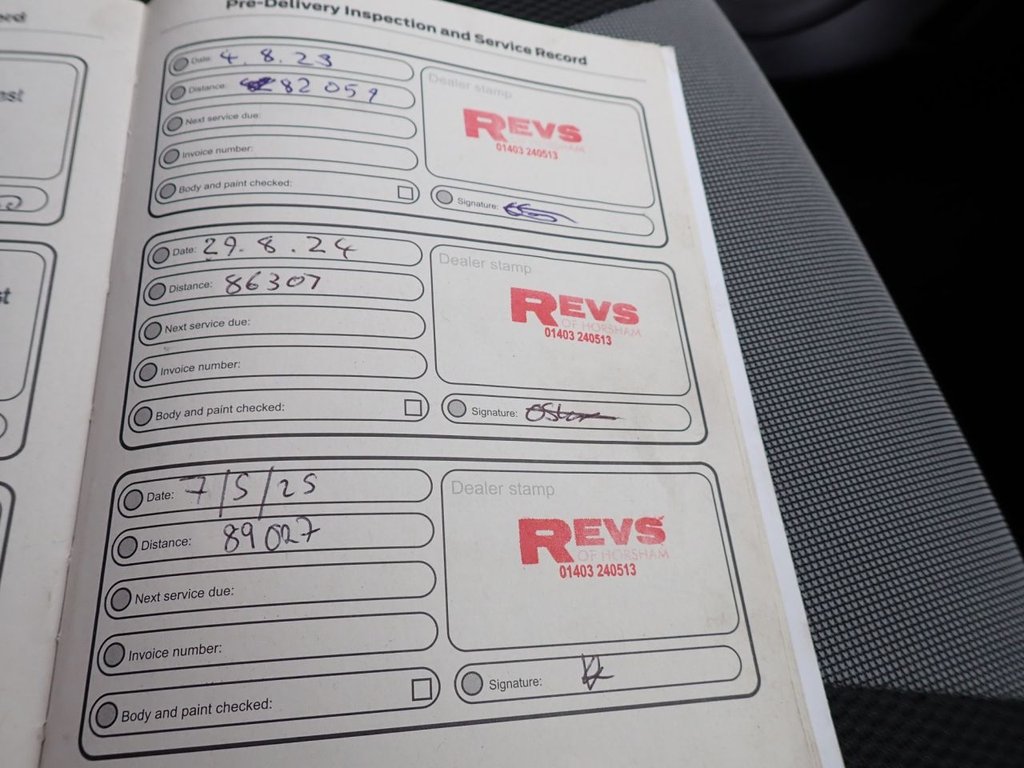 Pre-Delivery Inspection and Service Record
Date: 4.8.23
Distance: 82059
Next service due:
Invoice number:
Body and paint checked:
Dealer stamp
REVS
01403 240513
Signature:
Date: 29.8.24
Distance: 86307
Next service due:
Invoice number:
Body and paint checked:
Dealer stamp
REVS
OF HORSHAM
01403 240513
Signature:
Date: 7/5/25
Distance: 89027
Next service due:
Invoice number:
Body and paint checked:
Dealer stamp
REVS
OF HORSHAM
01403 240513
Signature: